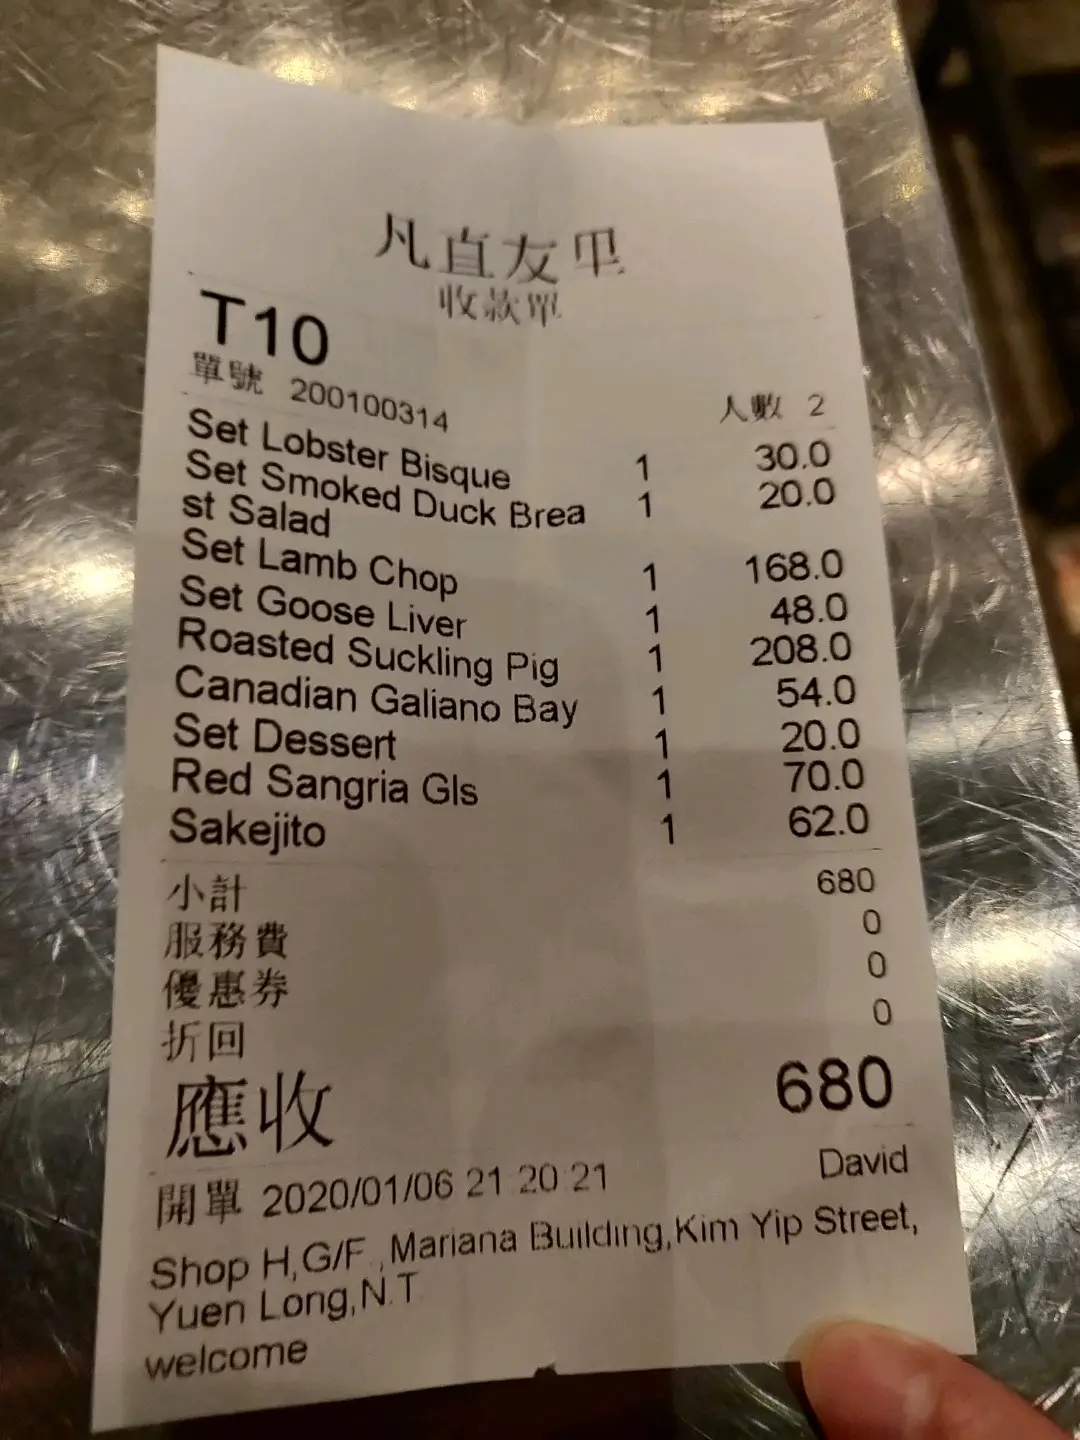 凡直友㔾
收款單
T10
單號 200100314 人數 2
Set Lobster Bisque 1 30.0
Set Smoked Duck Brea 1 20.0
st Salad
Set Lamb Chop 1 168.0
Set Goose Liver 1 48.0
Roasted Suckling Pig 1 208.0
Canadian Galiano Bay 1 54.0
Set Dessert 1 20.0
Red Sangria Gls 1 70.0
Sakejito 1 62.0
小計 680
服務費 0
優惠券 0
折回 0
應收 680
開單 2020/01/06 21:20:21 David
Shop H,G/F.,Mariana Building,Kim Yip Street,
Yuen Long,N.T.
welcome